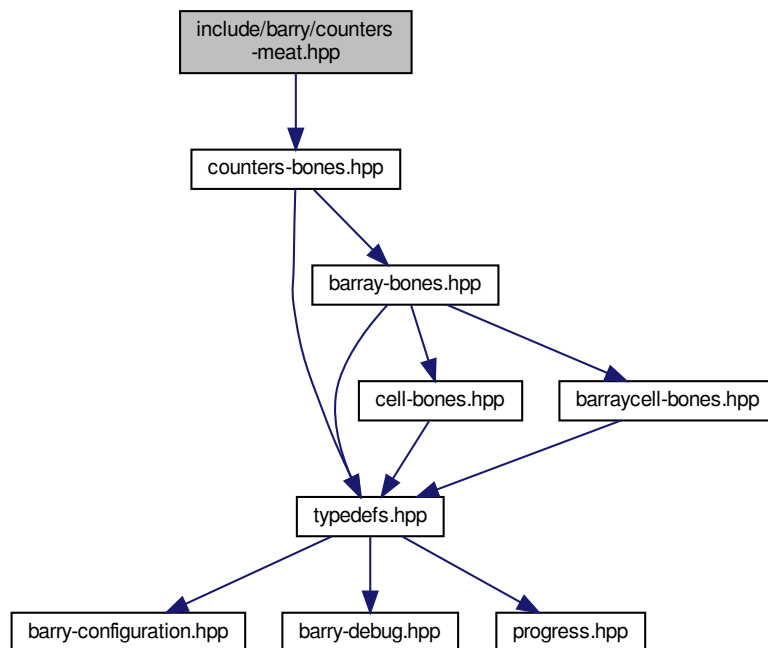 include/barry/counters
-meat.hpp
counters-bones.hpp
barray-bones.hpp
cell-bones.hpp
barraycell-bones.hpp
typedefs.hpp
barry-configuration.hpp
barry-debug.hpp
progress.hpp